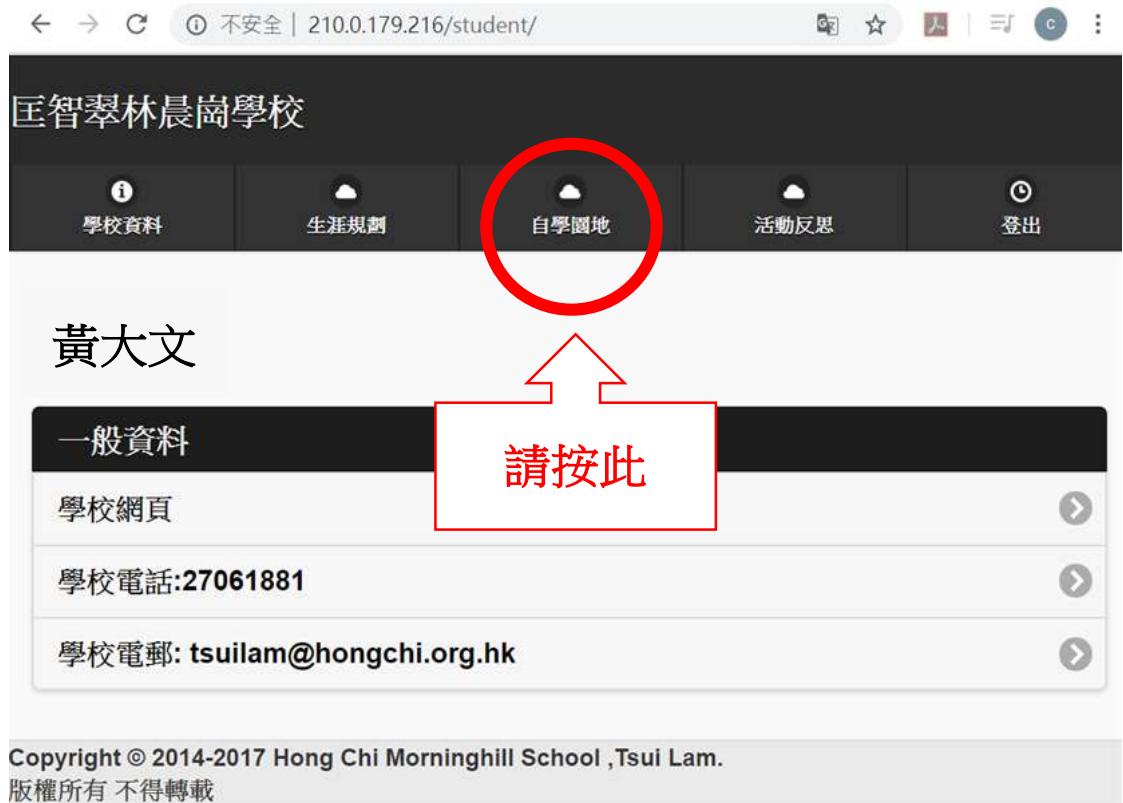 不安全 | 210.0.179.216/student/
C
匡智翠林晨崗學校
學校資料
生涯規劃
自學園地
活動反思
登出
黃大文
請按此
一般資料
學校網頁
學校電話:27061881
學校電郵: tsuilam@hongchi.org.hk
Copyright © 2014-2017 Hong Chi Morninghill School ,Tsui Lam.
版權所有 不得轉載